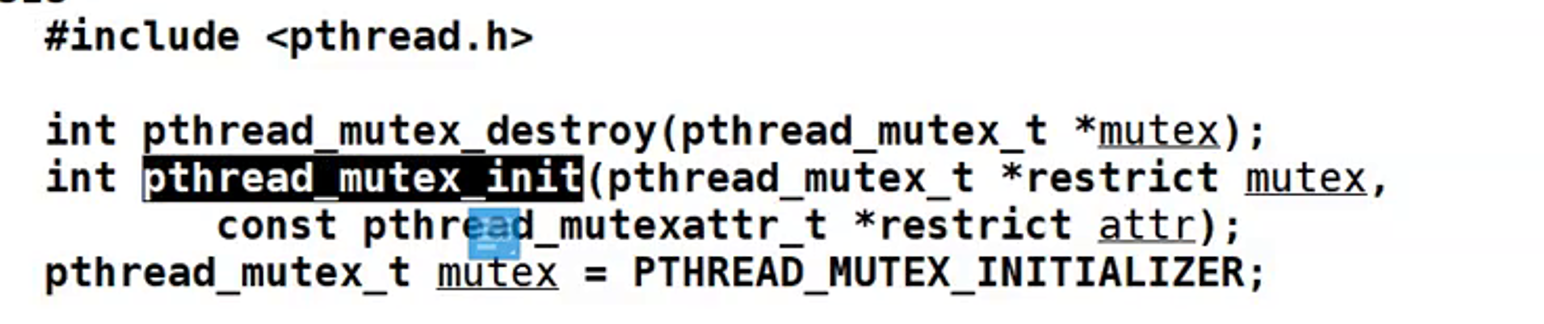 #include <pthread.h>
int pthread_mutex_destroy(pthread_mutex_t *mutex);
int pthread_mutex_init(pthread_mutex_t *restrict mutex,
const pthread_mutexattr_t *restrict attr);
pthread_mutex_t mutex = PTHREAD_MUTEX_INITIALIZER;